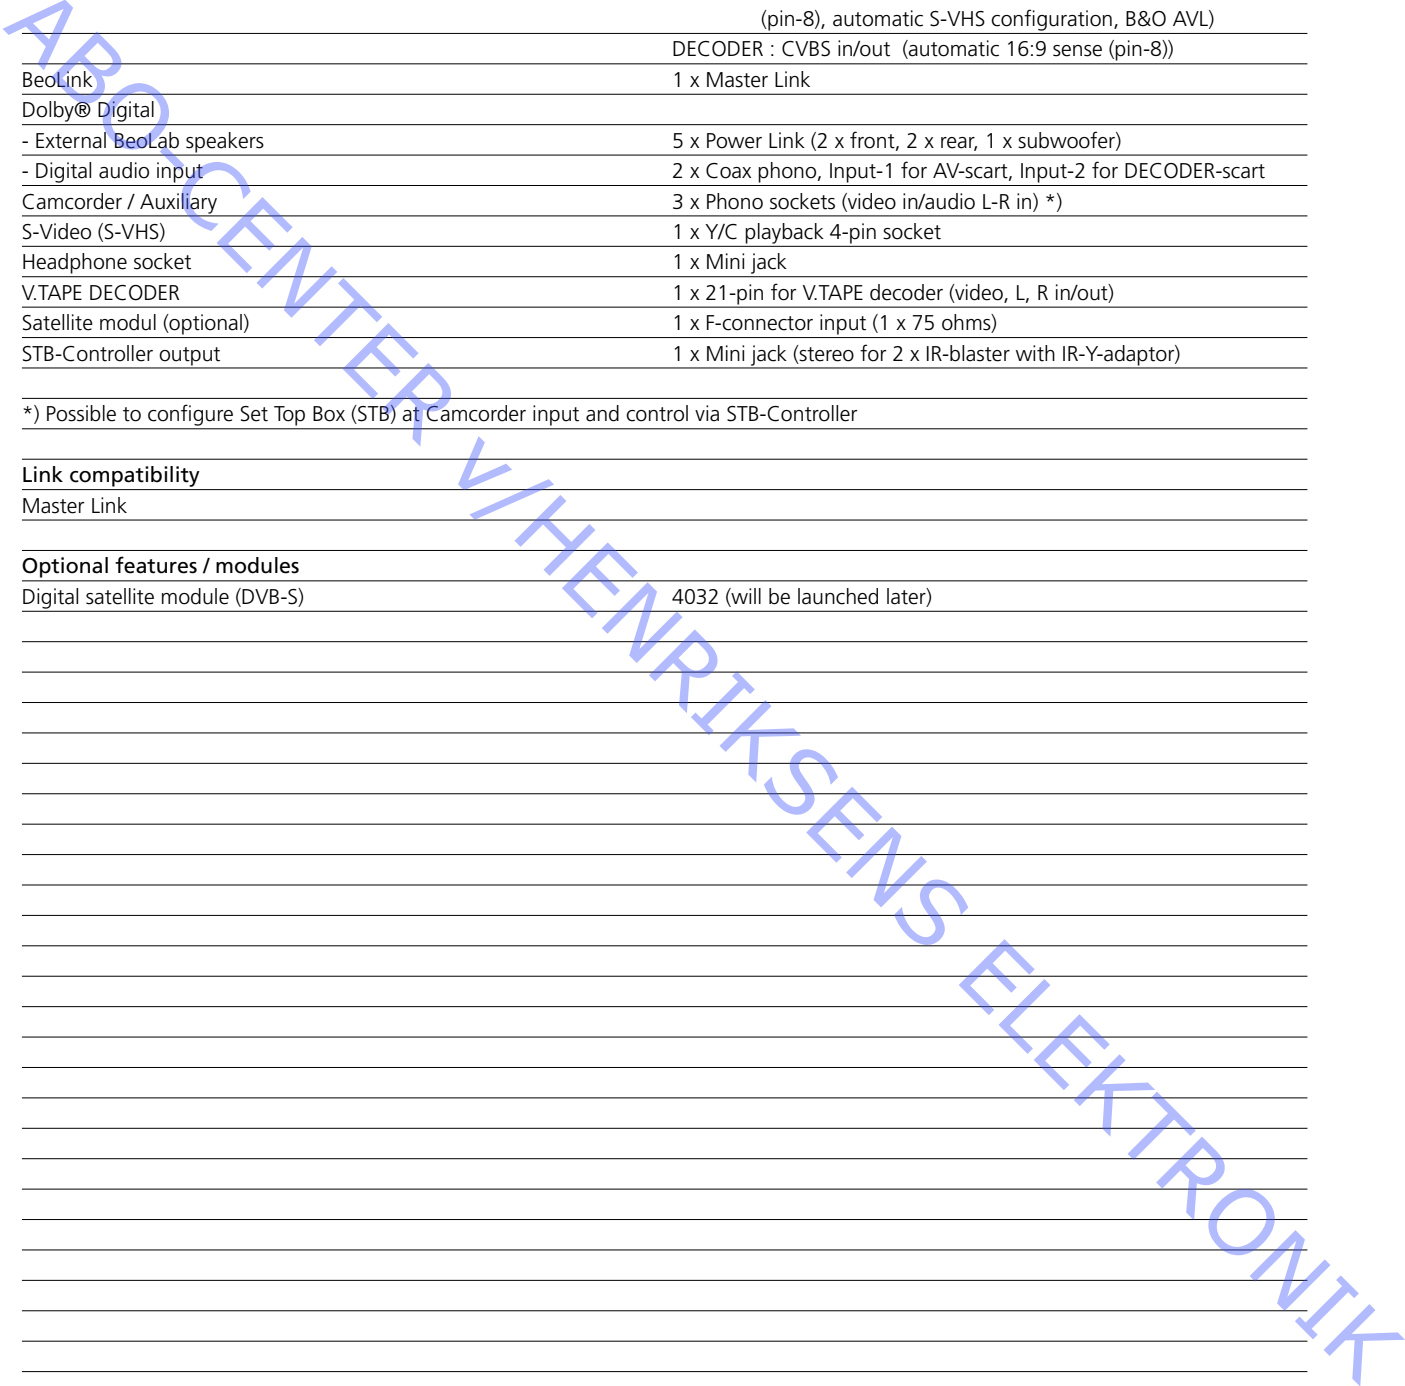 (pin-8), automatic S-VHS configuration, B&O AVL)
DECODER : CVBS in/out (automatic 16:9 sense (pin-8))
BeoLink 1 x Master Link
Dolby® Digital
- External BeoLab speakers 5 x Power Link (2 x front, 2 x rear, 1 x subwoofer)
- Digital audio input 2 x Coax phono, Input-1 for AV-scart, Input-2 for DECODER-scart
Camcorder / Auxiliary 3 x Phono sockets (video in/audio L-R in) *)
S-Video (S-VHS) 1 x Y/C playback 4-pin socket
Headphone socket 1 x Mini jack
V.TAPE DECODER 1 x 21-pin for V.TAPE decoder (video, L, R in/out)
Satellite modul (optional) 1 x F-connector input (1 x 75 ohms)
STB-Controller output 1 x Mini jack (stereo for 2 x IR-blaster with IR-Y-adaptor)
*) Possible to configure Set Top Box (STB) at Camcorder input and control via STB-Controller
Link compatibility
Master Link
Optional features / modules
Digital satellite module (DVB-S) 4032 (will be launched later)
ABO-CENTER v/HENRIKSENS ELEKTRONIK